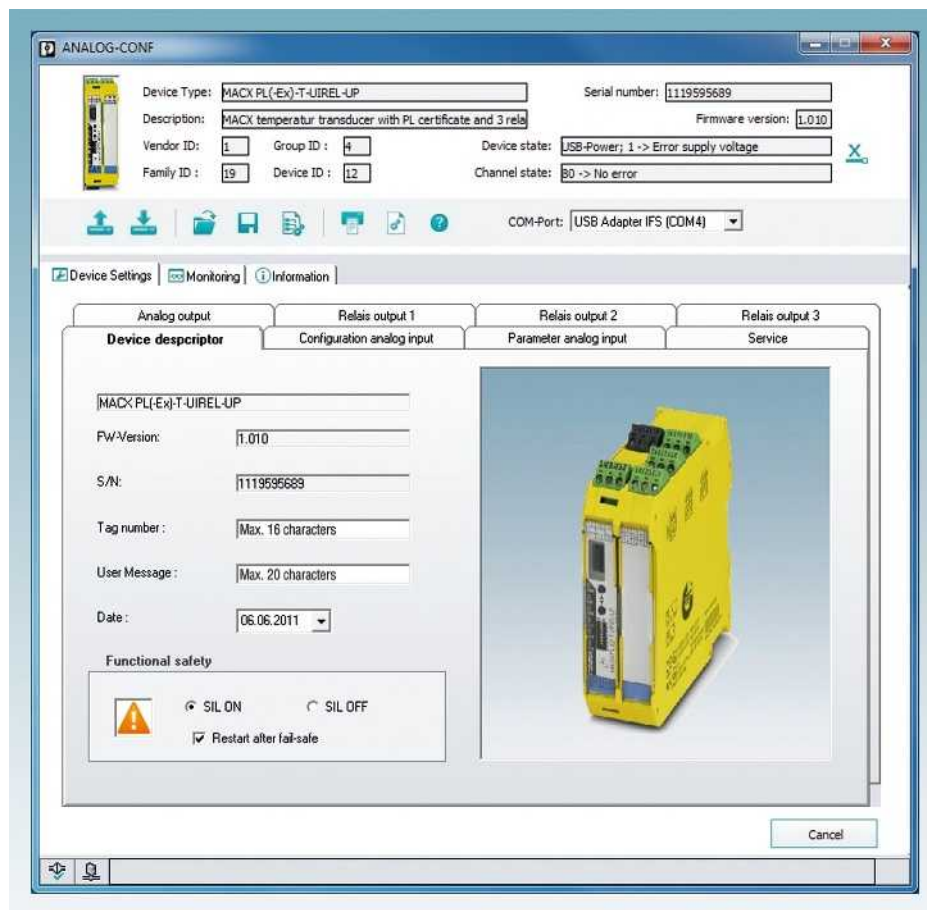 ANALOG-CONF
Device Type: MACX PL(-Ex)-T-UIREL-UP Serial number: 1119595689
Description: MACX temperatur transducer with PL certificate and 3 rela Firmware version: 1.010
Vendor ID: 1 Group ID : 4 Device state: USB-Power; 1 -> Error supply voltage
Family ID : 19 Device ID : 12 Channel state: 80 -> No error
COM-Port: USB Adapter IFS (COM4)
Device Settings Monitoring Information
Analog output Relais output 1 Relais output 2 Relais output 3
Device despcriptor Configuration analog input Parameter analog input Service
MACX PL(-Ex)-T-UIREL-UP
FW-Version: 1.010
S/N: 1119595689
Tag number : Max. 16 characters
User Message : Max. 20 characters
Date : 06.06.2011
Functional safety
SIL ON SIL OFF
Restart after fail-safe
Cancel